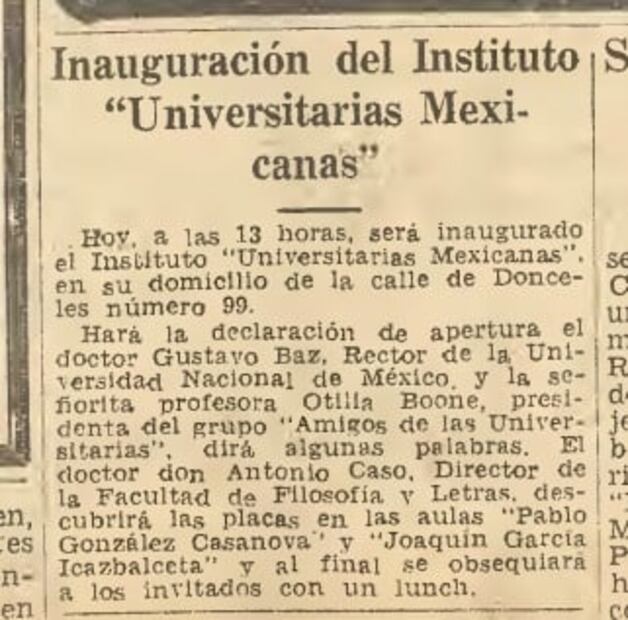 Inauguración del Instituto
"Universitarias Mexi-
canas"
Hoy, a las 13 horas, será inaugurado
el Instituto "Universitarias Mexicanas",
en su domicilio de la calle de Donce-
les número 99.
Hará la declaración de apertura el
doctor Gustavo Baz, Rector de la Uni-
versidad Nacional de México, y la se-
ñorita profesora Otilia Boone, presi-
denta del grupo "Amigos de las Univer-
sitarias", dirá algunas palabras. El
doctor don Antonio Caso, Director de
la Facultad de Filosofía y Letras, des-
cubrirá las placas en las aulas "Pablo
González Casanova" y "Joaquín García
Icazbalceta" y al final se obsequiará
a los invitados con un lunch.